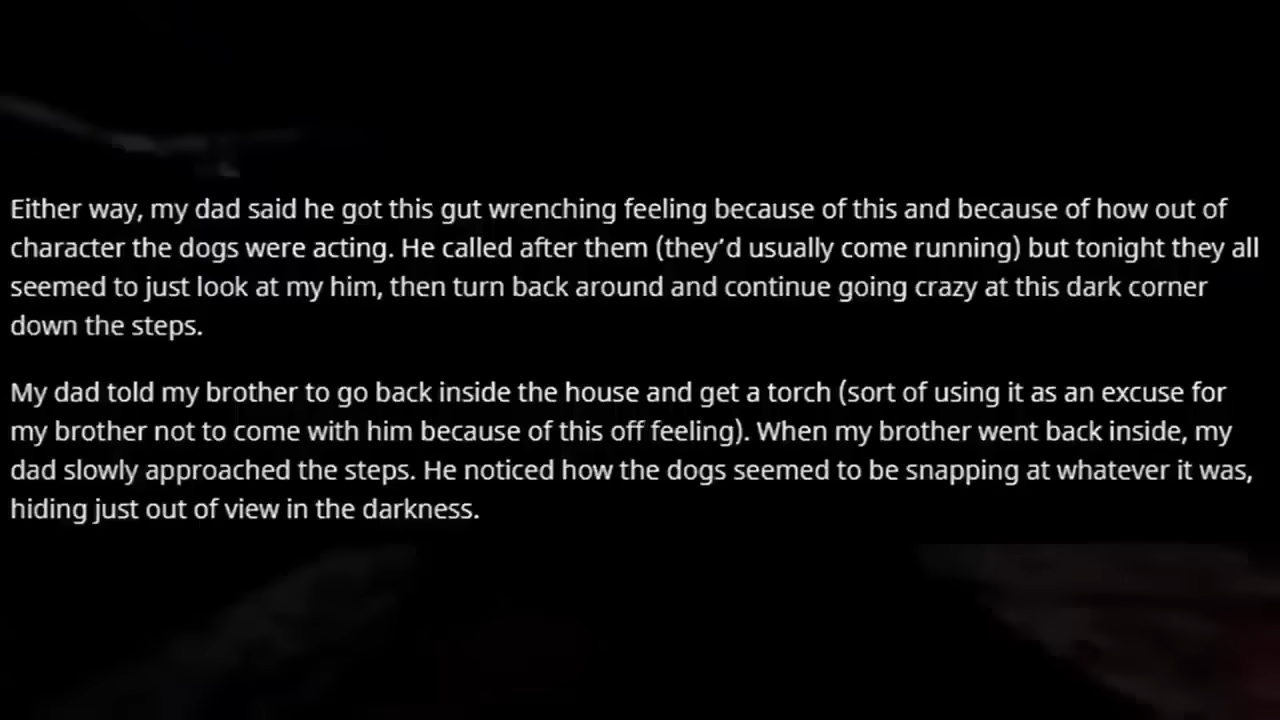 Either way, my dad said he got this gut wrenching feeling because of this and because of how out of
character the dogs were acting. He called after them (they’d usually come running) but tonight they all
seemed to just look at my him, then turn back around and continue going crazy at this dark corner
down the steps.
My dad told my brother to go back inside the house and get a torch (sort of using it as an excuse for
my brother not to come with him because of this off feeling). When my brother went back inside, my
dad slowly approached the steps. He noticed how the dogs seemed to be snapping at whatever it was,
hiding just out of view in the darkness.